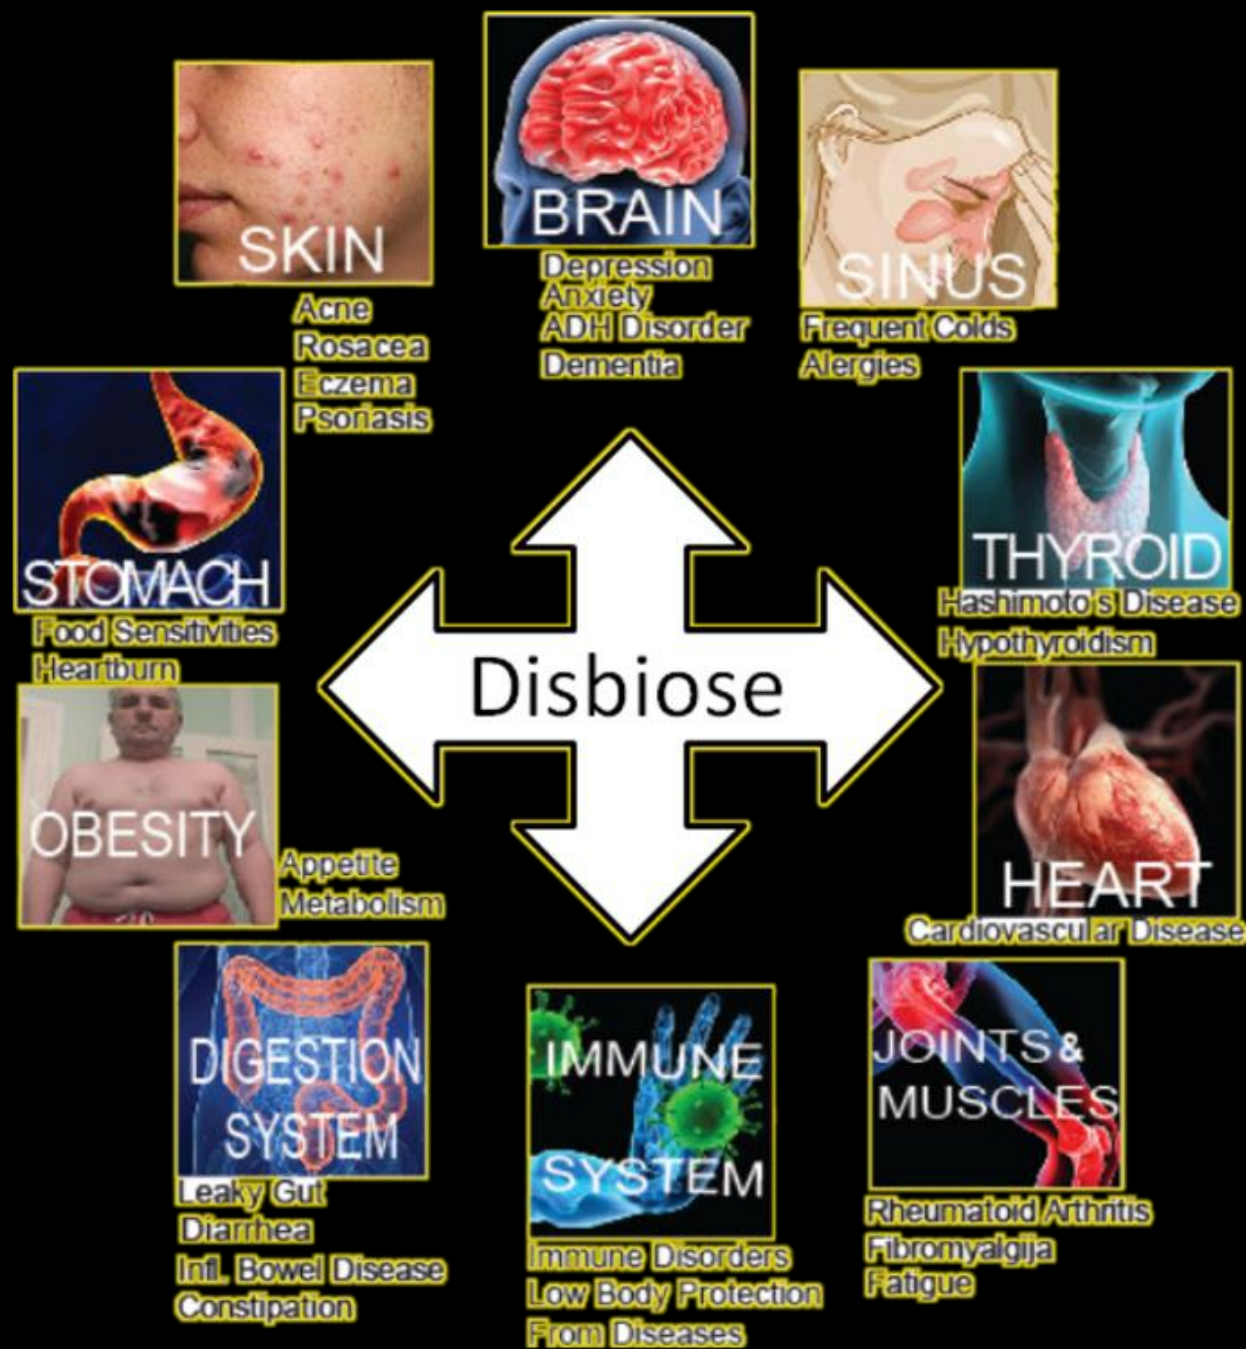 BRAIN
Depression
Anxiety
ADH Disorder
Dementia
SINUS
Frequent Colds
Alergies
THYROID
Hashimoto's Disease
Hypothyroidism
HEART
Cardiovascular Disease
JOINTS &
MUSCLES
Rheumatoid Arthritis
Fibromyalgija
Fatigue
IMMUNE
SYSTEM
Immune Disorders
Low Body Protection
From Diseases
DIGESTION
SYSTEM
Leaky Gut
Diarrhea
Infl. Bowel Disease
Constipation
OBESITY
Appetite
Metabolism
STOMACH
Food Sensitivities
Heartburn
SKIN
Acne
Rosacea
Eczema
Psoriasis
Disbiose